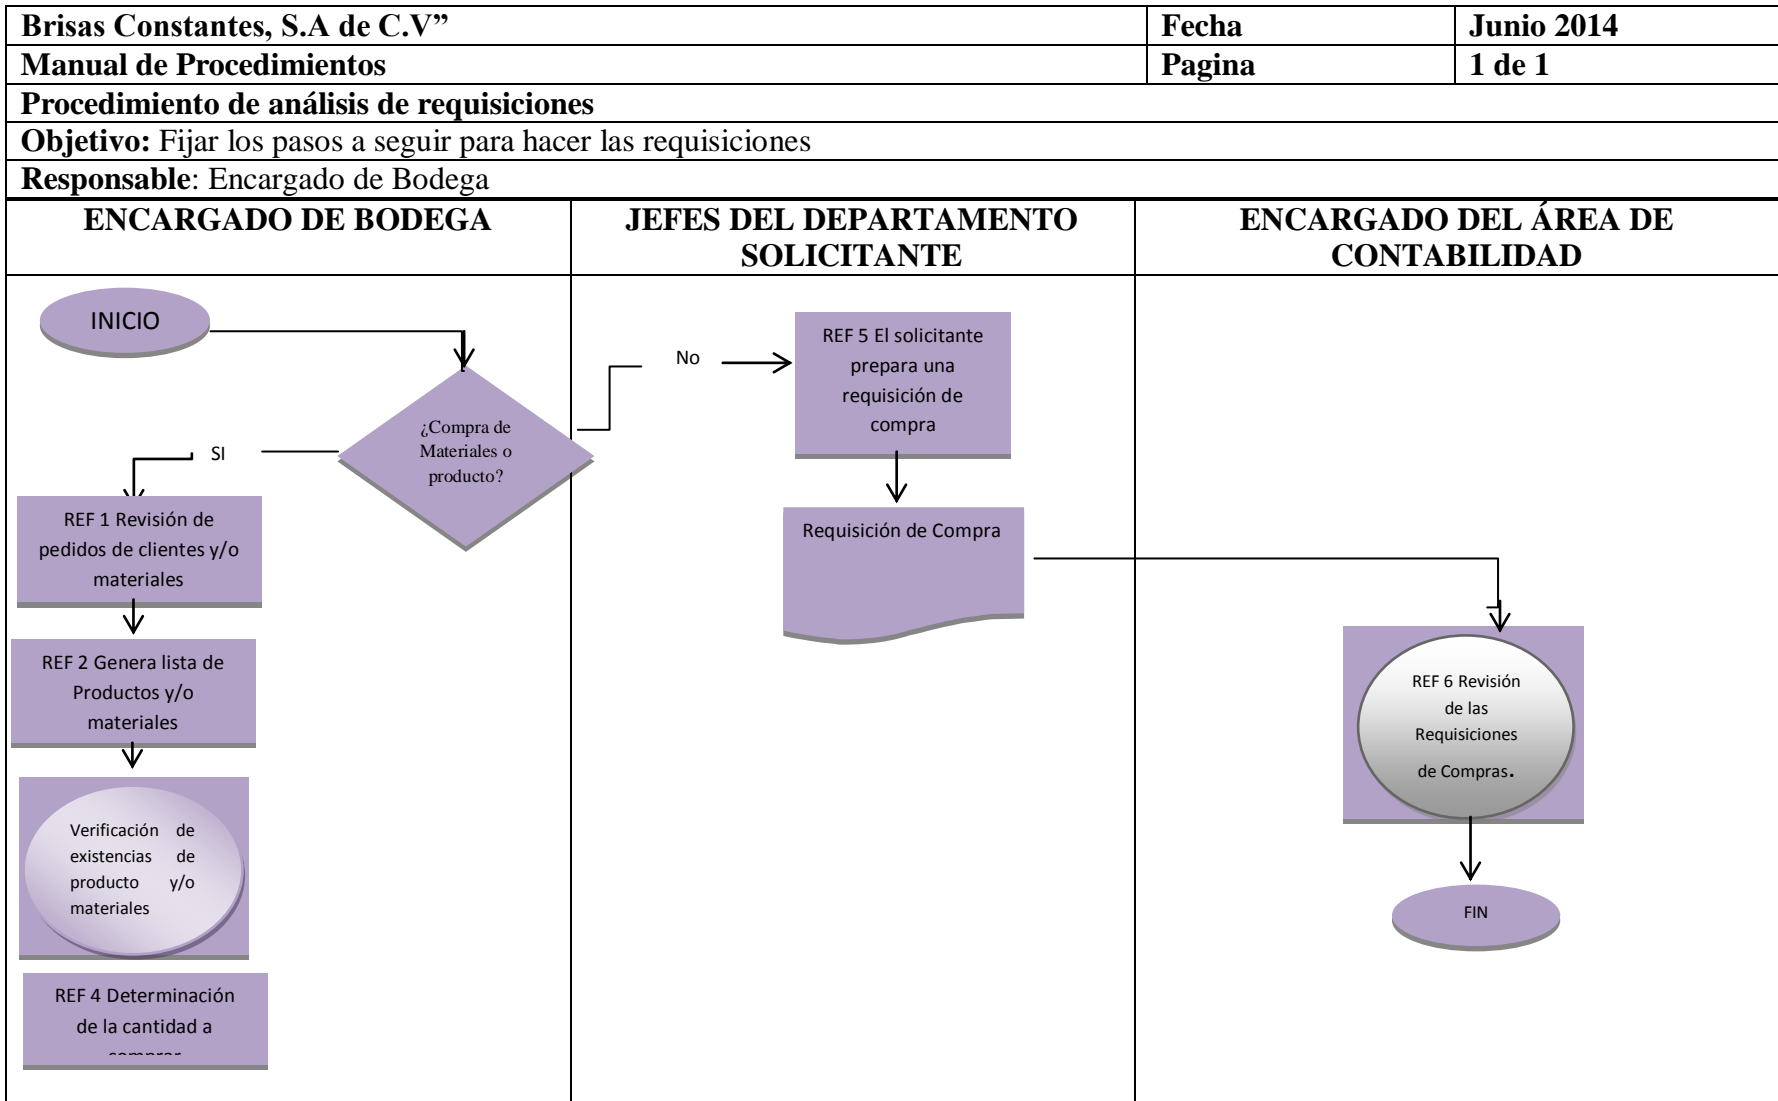 Brisas Constantes, S.A de C.V”
Fecha
Junio 2014
Manual de Procedimientos
Pagina
1 de 1
Procedimiento de análisis de requisiciones
Objetivo: Fijar los pasos a seguir para hacer las requisiciones
Responsable: Encargado de Bodega
ENCARGADO DE BODEGA
JEFES DEL DEPARTAMENTO
SOLICITANTE
ENCARGADO DEL ÁREA DE
CONTABILIDAD
INICIO
¿Compra de
Materiales o
producto?
SI
No
REF 1 Revisión de
pedidos de clientes y/o
materiales
REF 2 Genera lista de
Productos y/o
materiales
Verificación de
existencias de
producto y/o
materiales
REF 4 Determinación
de la cantidad a
comprar
REF 5 El solicitante
prepara una
requisición de
compra
Requisición de Compra
REF 6 Revisión
de las
Requisiciones
de Compras.
FIN